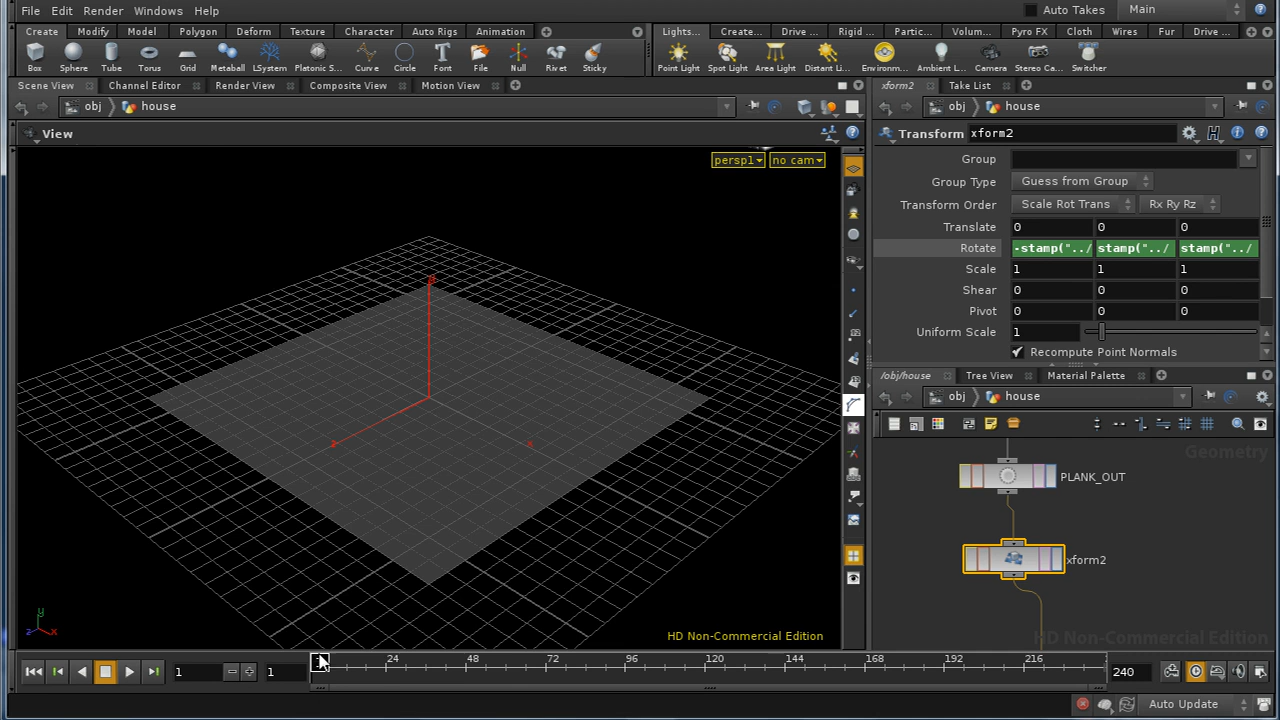 File Edit Render Windows Help Auto Takes Main
Create Modify Model Polygon Deform Texture Character Auto Rigs Animation Lights... Create... Drive ... Rigid ... Partic... Volum... Pyro FX Cloth Wires Fur Drive ...
Box Sphere Tube Torus Grid Metaball LSystem Platonic S... Curve Circle Font File Null Rivet Sticky Point Light Spot Light Area Light Distant Li... Environm... Ambient L... Camera Stereo Ca... Switcher
Scene View Channel Editor Render View Composite View Motion View
obj house
View
persp1 no cam
z
x
y
z x
HD Non-Commercial Edition
xform2 Take List
obj house
Transform xform2
Group
Group Type Guess from Group
Transform Order Scale Rot Trans Rx Ry Rz
Translate 0 0 0
Rotate -stamp("../ stamp("../ stamp("../
Scale 1 1 1
Shear 0 0 0
Pivot 0 0 0
Uniform Scale 1
Recompute Point Normals
/obj/house Tree View Material Palette
obj house
Geometry
PLANK_OUT
xform2
HD Non-Commercial Edition
24 48 72 96 120 144 168 192 216
1 1 240
Auto Update